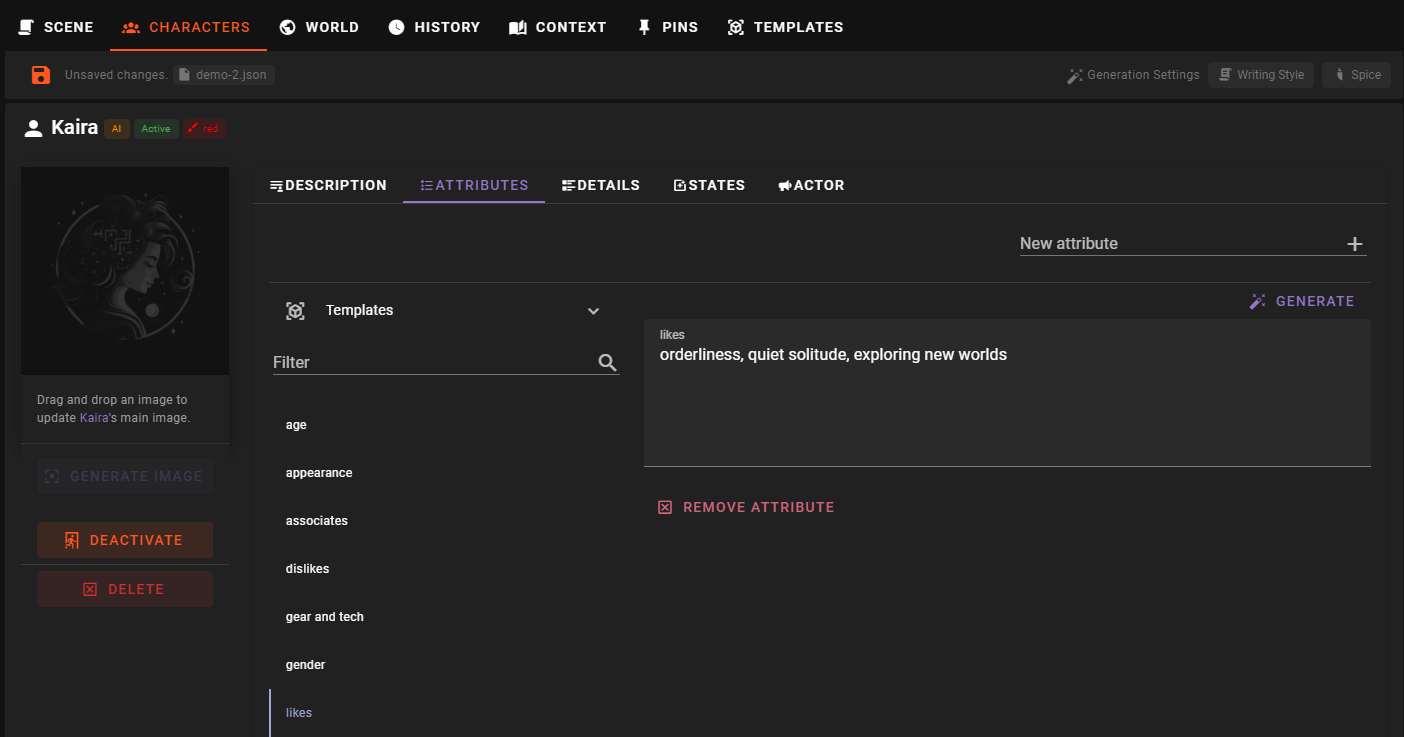 SCENE CHARACTERS WORLD HISTORY CONTEXT PINS TEMPLATES
Unsaved changes. demo-2.json Generation Settings Writing Style Spice
Kaira AI Active red
DESCRIPTION ATTRIBUTES DETAILS STATES ACTOR
New attribute
Templates
GENERATE
Filter
likes
orderliness, quiet solitude, exploring new worlds
Drag and drop an image to
update Kaira's main image.
GENERATE IMAGE
DEACTIVATE
DELETE
age
appearance
associates
dislikes
gear and tech
gender
likes
REMOVE ATTRIBUTE